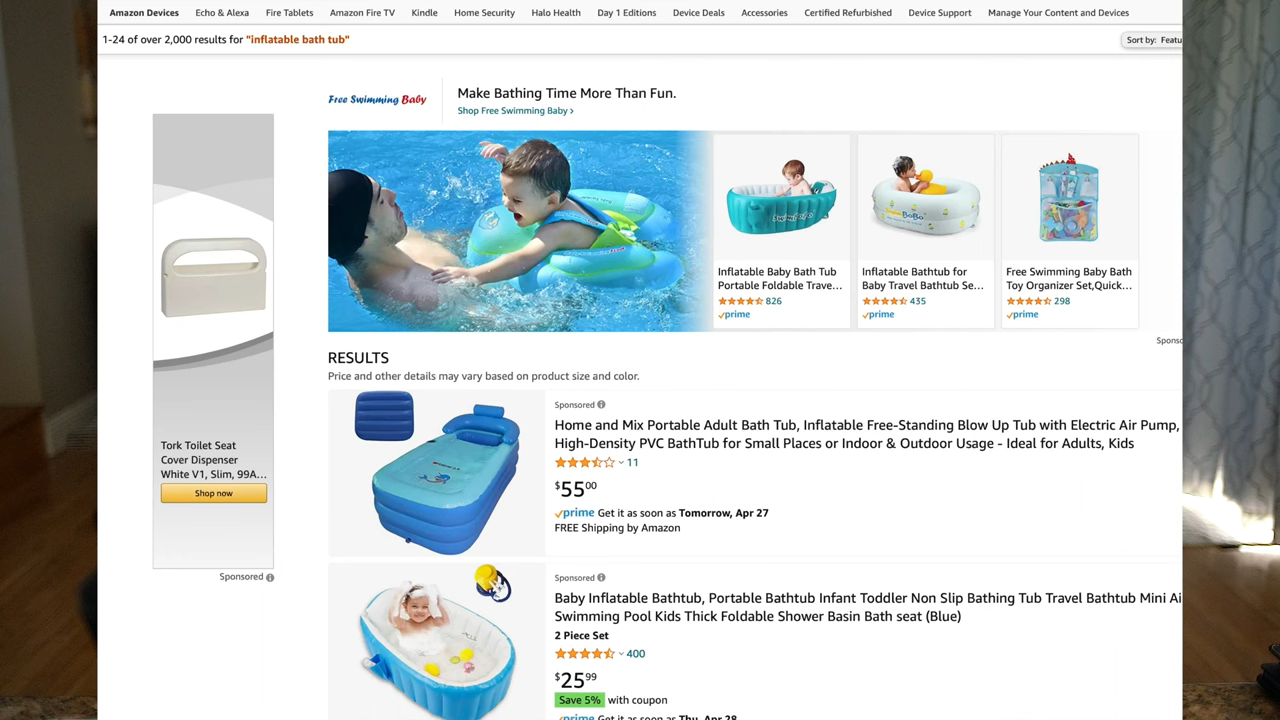 Amazon Devices Echo & Alexa Fire Tablets Amazon Fire TV Kindle Home Security Halo Health Day 1 Editions Device Deals Accessories Certified Refurbished Device Support Manage Your Content and Devices
1-24 of over 2,000 results for "inflatable bath tub"
Sort by: Featu
Free Swimming Baby
Make Bathing Time More Than Fun.
Shop Free Swimming Baby ›
Inflatable Baby Bath Tub
Portable Foldable Trave...
826
prime
Inflatable Bathtub for
Baby Travel Bathtub Se...
435
prime
Free Swimming Baby Bath
Toy Organizer Set,Quick...
298
prime
Spons
Tork Toilet Seat
Cover Dispenser
White V1, Slim, 99A...
Shop now
Sponsored
RESULTS
Price and other details may vary based on product size and color.
Sponsored
Home and Mix Portable Adult Bath Tub, Inflatable Free-Standing Blow Up Tub with Electric Air Pump,
High-Density PVC BathTub for Small Places or Indoor & Outdoor Usage - Ideal for Adults, Kids
11
$5500
prime Get it as soon as Tomorrow, Apr 27
FREE Shipping by Amazon
Sponsored
Baby Inflatable Bathtub, Portable Bathtub Infant Toddler Non Slip Bathing Tub Travel Bathtub Mini Ai
Swimming Pool Kids Thick Foldable Shower Basin Bath seat (Blue)
2 Piece Set
400
$2599
Save 5% with coupon
prime Get it as soon as Thu, Apr 28